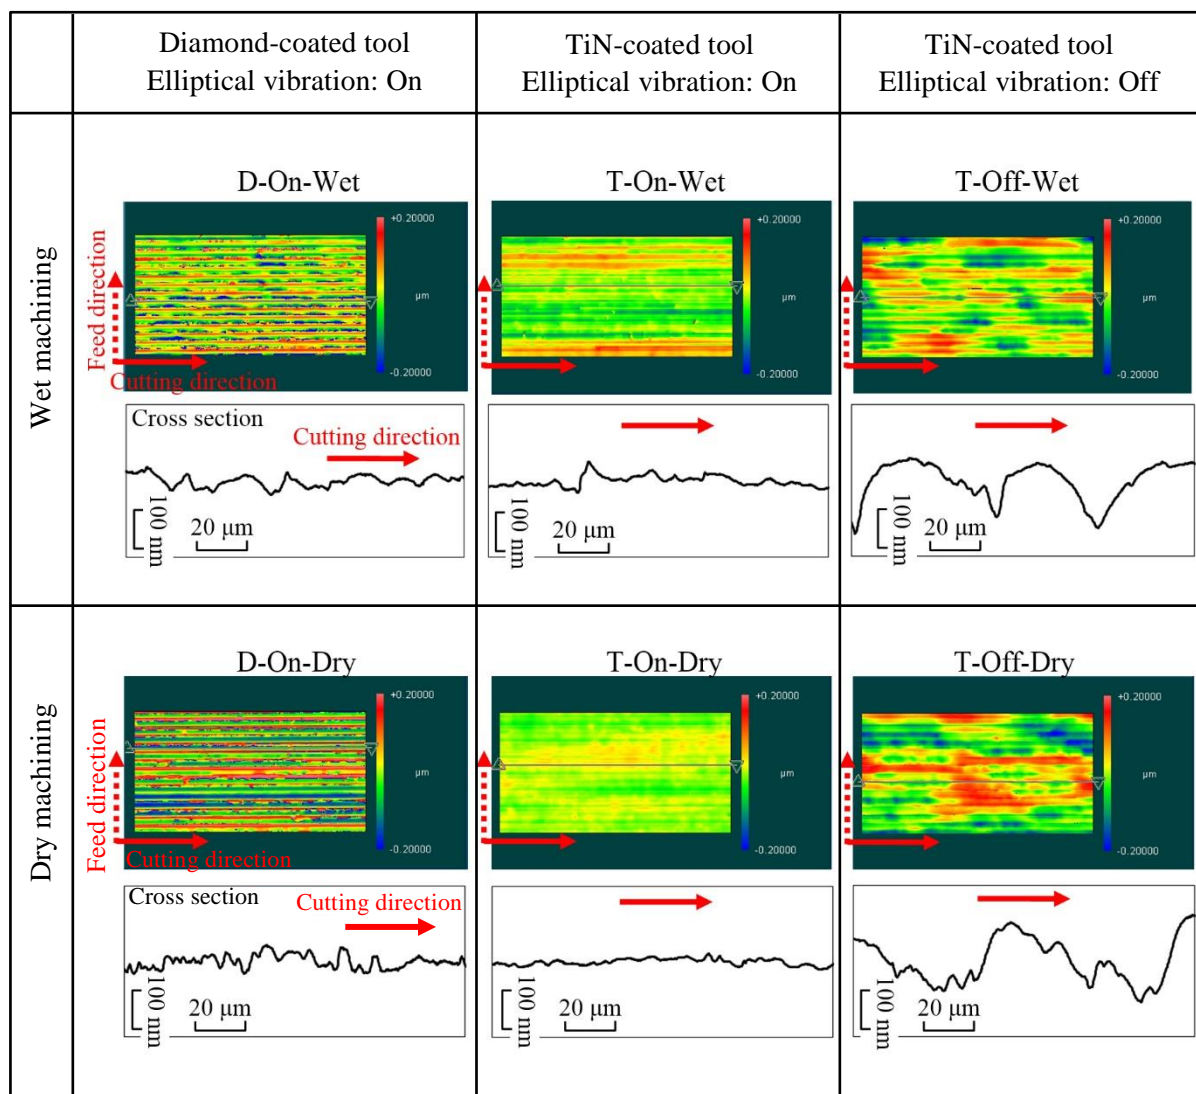 Diamond-coated tool
Elliptical vibration: On
TiN-coated tool
Elliptical vibration: On
TiN-coated tool
Elliptical vibration: Off
Wet machining
D-On-Wet
+0.20000
µm
-0.20000
Feed direction
Cutting direction
Cross section
Cutting direction
100 nm
20 µm
T-On-Wet
+0.20000
µm
-0.20000
100 nm
20 µm
T-Off-Wet
+0.20000
µm
-0.20000
100 nm
20 µm
Dry machining
D-On-Dry
+0.20000
µm
-0.20000
Feed direction
Cutting direction
Cross section
Cutting direction
100 nm
20 µm
T-On-Dry
+0.20000
µm
-0.20000
100 nm
20 µm
T-Off-Dry
+0.20000
µm
-0.20000
100 nm
20 µm